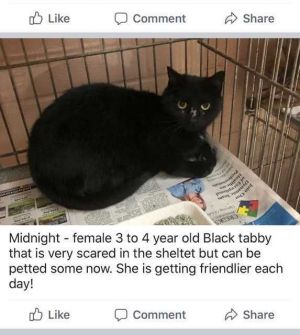 Like Comment Share
Midnight - female 3 to 4 year old Black tabby
that is very scared in the sheltet but can be
petted some now. She is getting friendlier each
day!
Like Comment Share